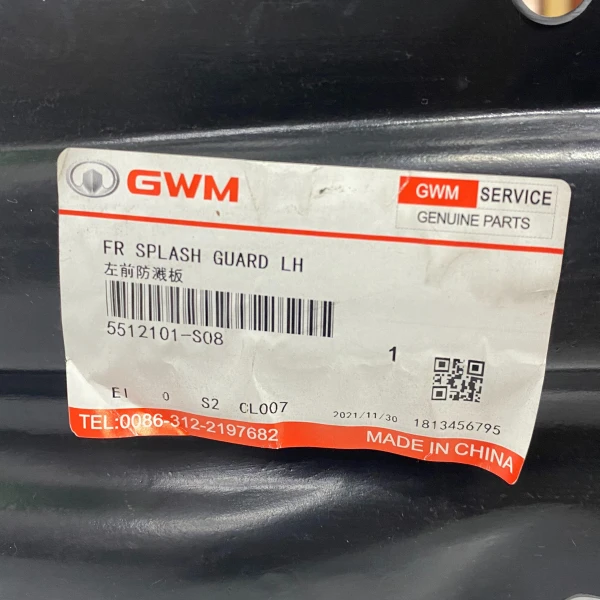 GWM
GWM SERVICE
GENUINE PARTS
FR SPLASH GUARD LH
左前防溅板
5512101-S08
1
EI 0 S2 CL007
2021/11/30 1813456795
TEL:0086-312-2197682
MADE IN CHINA